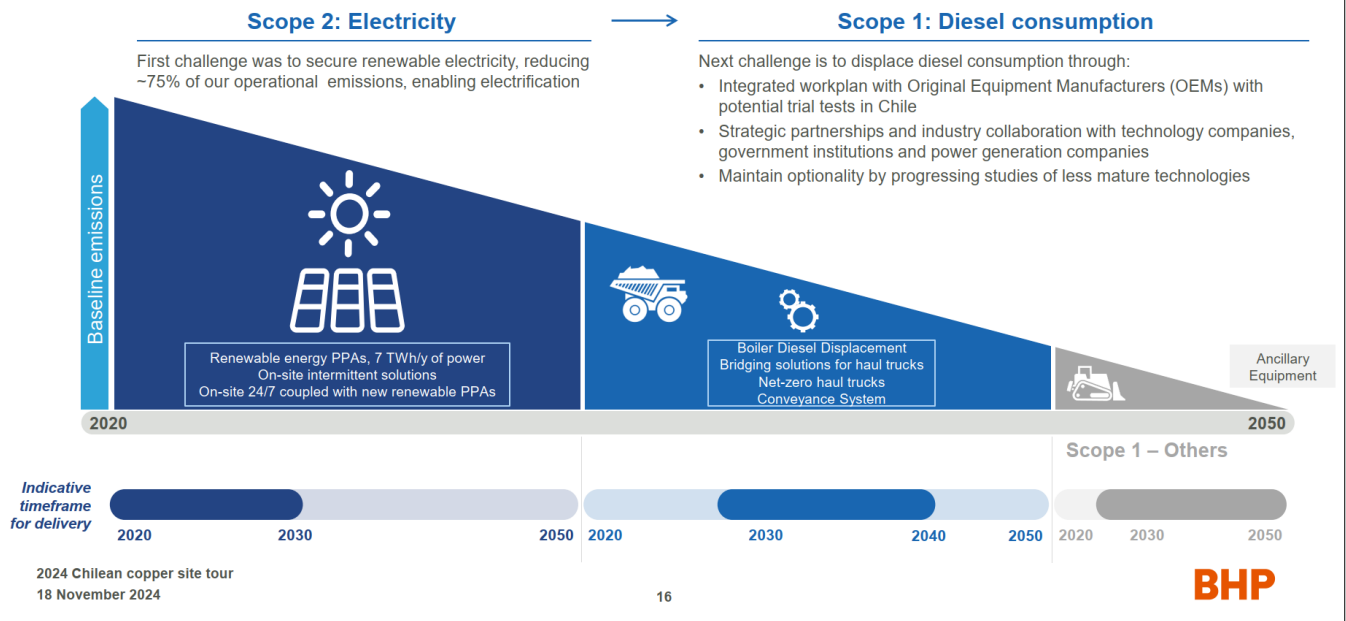 Scope 2: Electricity
First challenge was to secure renewable electricity, reducing
~75% of our operational emissions, enabling electrification
Scope 1: Diesel consumption
Next challenge is to displace diesel consumption through:
• Integrated workplan with Original Equipment Manufacturers (OEMs) with
potential trial tests in Chile
• Strategic partnerships and industry collaboration with technology companies,
government institutions and power generation companies
• Maintain optionality by progressing studies of less mature technologies
Baseline emissions
Renewable energy PPAs, 7 TWh/y of power
On-site intermittent solutions
On-site 24/7 coupled with new renewable PPAs
Boiler Diesel Displacement
Bridging solutions for haul trucks
Net-zero haul trucks
Conveyance System
Ancillary
Equipment
2020
2050
Scope 1 – Others
Indicative
timeframe
for delivery
2020 2030 2050
2020 2030 2040 2050
2020 2030 2050
2024 Chilean copper site tour
18 November 2024
16
BHP